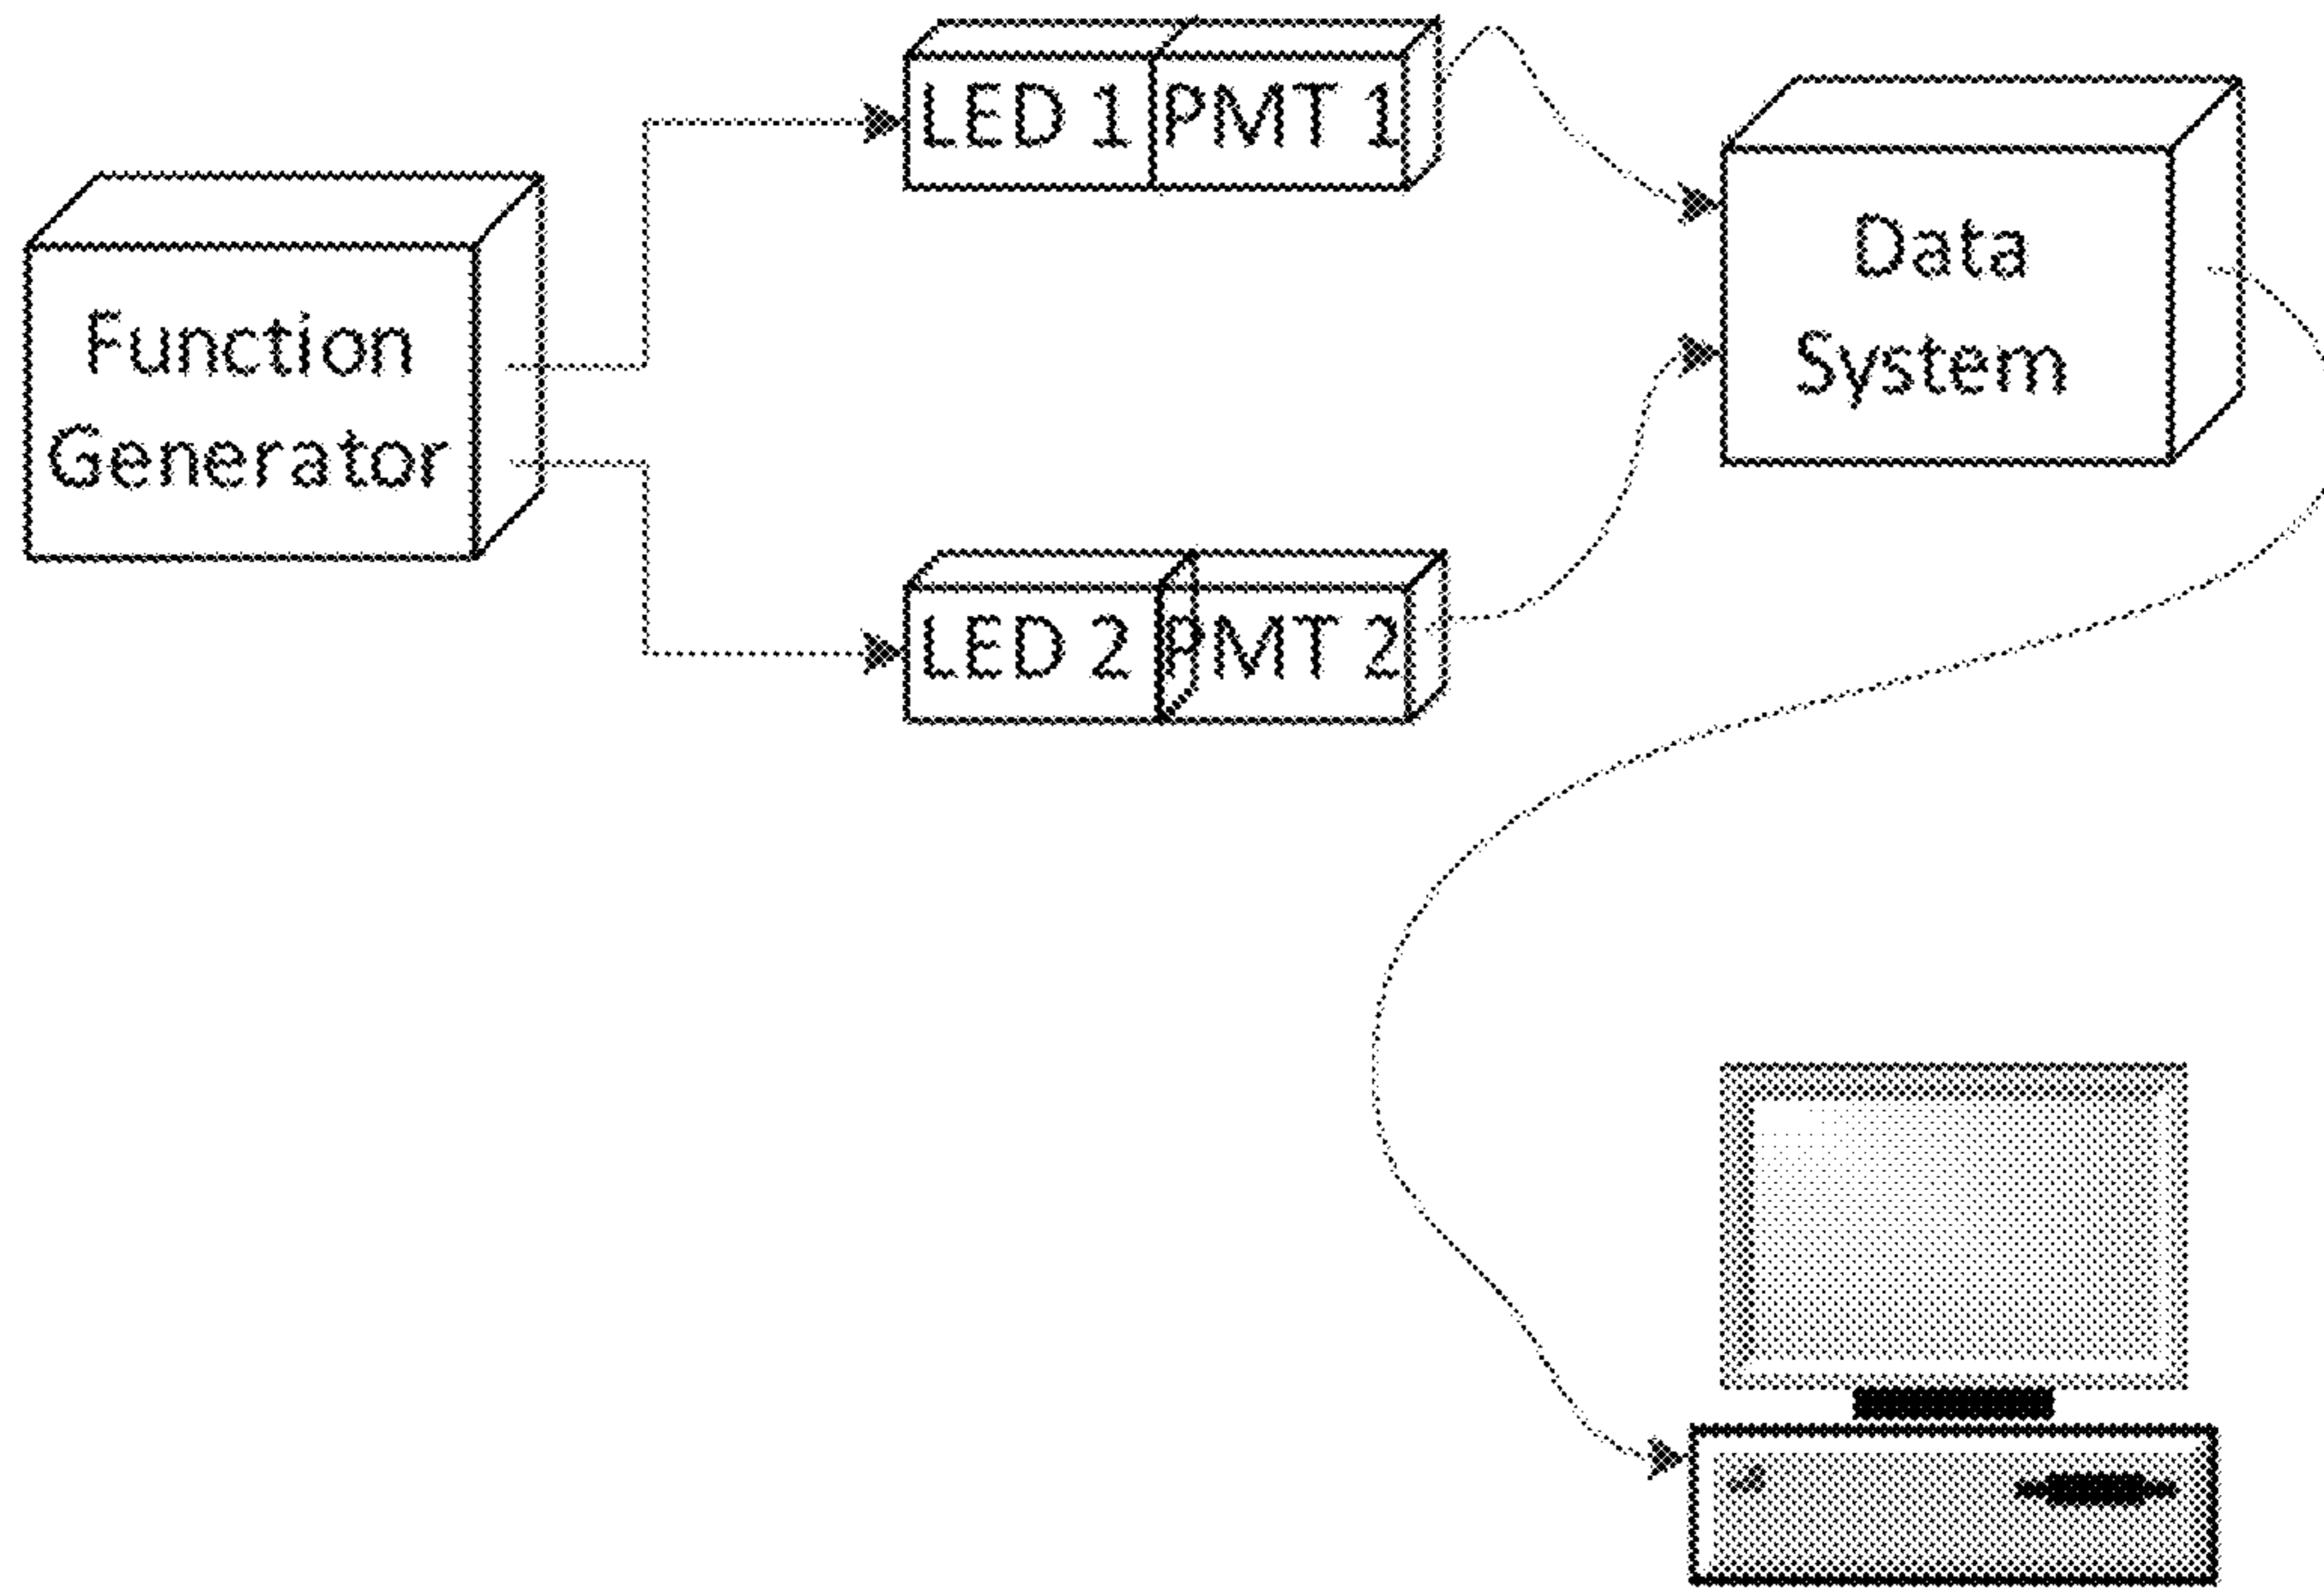 LED 1
PMT 1
Function
Generator
Data
System
LED 2
PMT 2